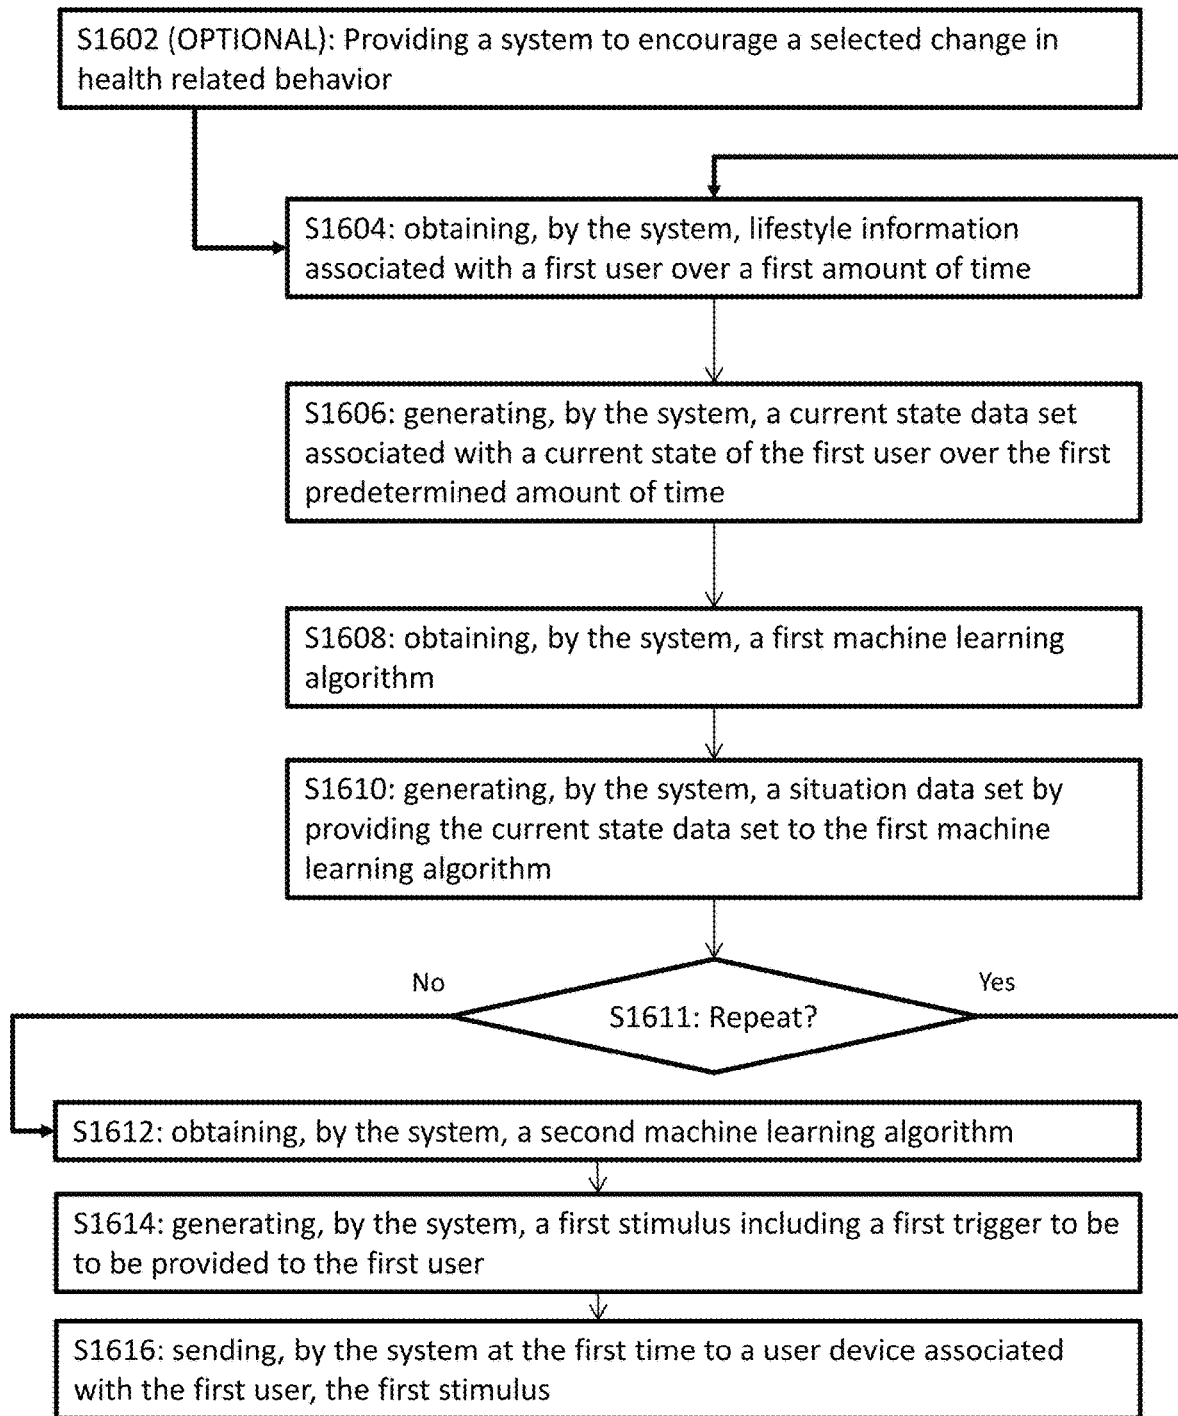 S1602 (OPTIONAL): Providing a system to encourage a selected change in
health related behavior
S1604: obtaining, by the system, lifestyle information
associated with a first user over a first amount of time
S1606: generating, by the system, a current state data set
associated with a current state of the first user over the first
predetermined amount of time
S1608: obtaining, by the system, a first machine learning
algorithm
S1610: generating, by the system, a situation data set by
providing the current state data set to the first machine
learning algorithm
No
Yes
S1611: Repeat?
S1612: obtaining, by the system, a second machine learning algorithm
S1614: generating, by the system, a first stimulus including a first trigger to be
to be provided to the first user
S1616: sending, by the system at the first time to a user device associated
with the first user, the first stimulus